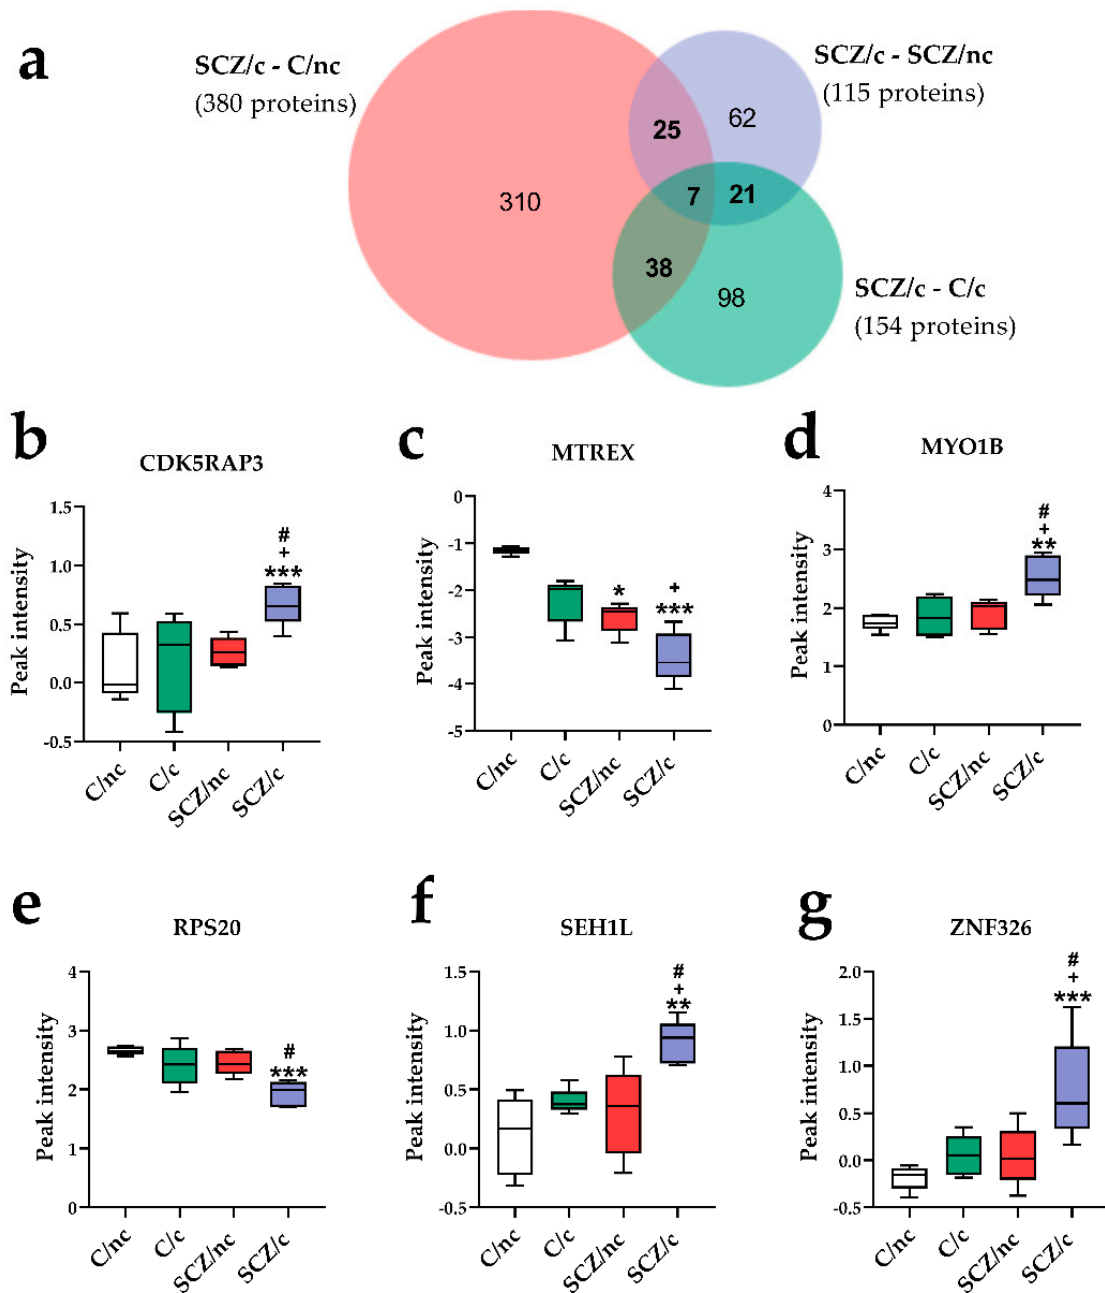 a
SCZ/c - C/nc
(380 proteins)
SCZ/c - SCZ/nc
(115 proteins)
25
62
310
7
21
38
98
SCZ/c - C/c
(154 proteins)
b
CDK5RAP3
Peak intensity
1.5
1.0
0.5
0.0
-0.5
#
+
***
C/nc
C/c
SCZ/nc
SCZ/c
c
MTREX
Peak intensity
0
-1
-2
-3
-4
-5
*
+
***
C/nc
C/c
SCZ/nc
SCZ/c
d
MYO1B
Peak intensity
4
3
2
1
0
#
+
**
C/nc
C/c
SCZ/nc
SCZ/c
e
RPS20
Peak intensity
4
3
2
1
0
#
***
C/nc
C/c
SCZ/nc
SCZ/c
f
SEH1L
Peak intensity
1.5
1.0
0.5
0.0
-0.5
#
+
**
C/nc
C/c
SCZ/nc
SCZ/c
g
ZNF326
Peak intensity
2.0
1.5
1.0
0.5
0.0
-0.5
#
+
***
C/nc
C/c
SCZ/nc
SCZ/c